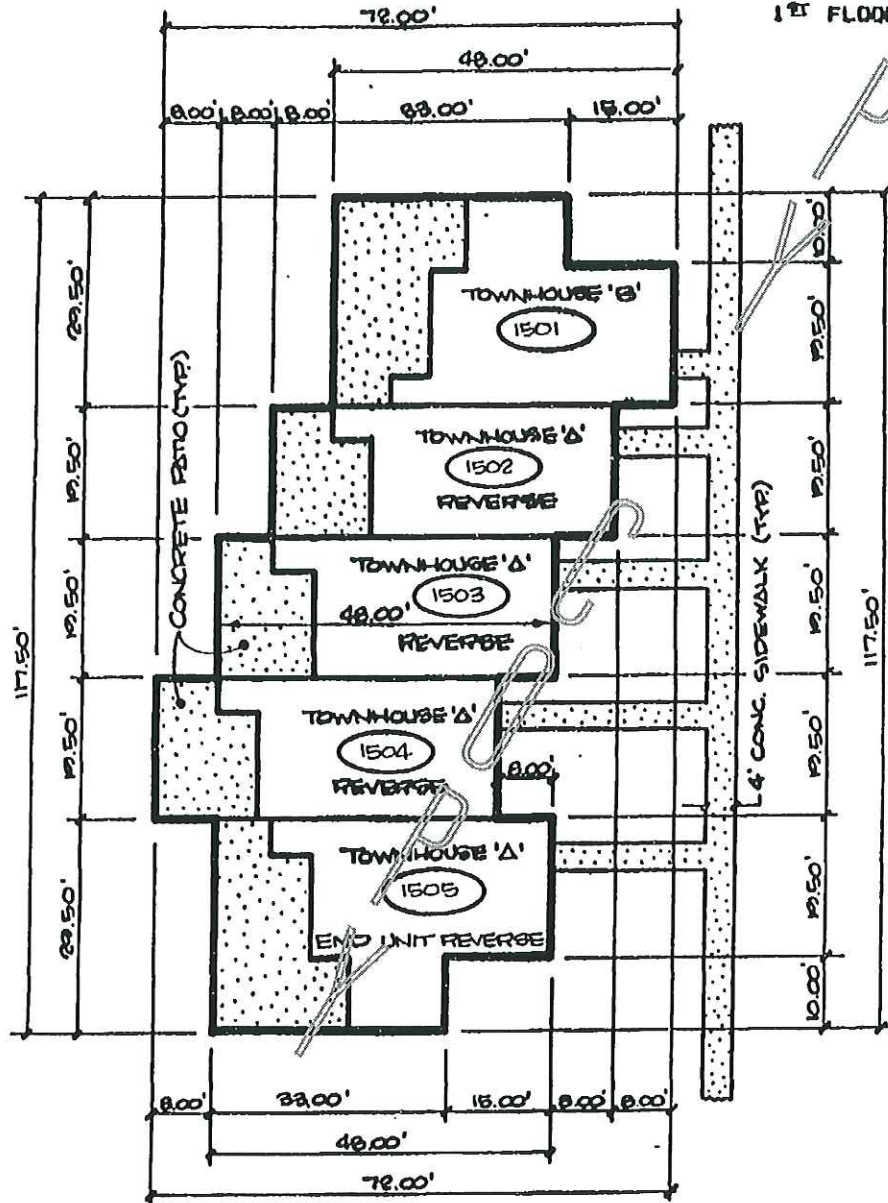 1ST FLOOR
72.00'
48.00'
8.00' 8.00' 8.00' 33.00' 15.00'
10.00'
29.50'
19.50'
TOWNHOUSE 'B'
1501
CONCRETE PATIO (TYP.)
TOWNHOUSE 'A'
1502
REVERSE
19.50'
19.50'
TOWNHOUSE 'A'
1503
48.00'
REVERSE
19.50'
19.50'
117.50'
117.50'
4' CONC. SIDEWALK (TYP.)
TOWNHOUSE 'A'
1504
REVERSE
8.00'
19.50'
19.50'
TOWNHOUSE 'A'
1505
END UNIT REVERSE
29.50'
19.50'
10.00'
8.00' 33.00' 15.00' 8.00' 8.00'
48.00'
72.00'